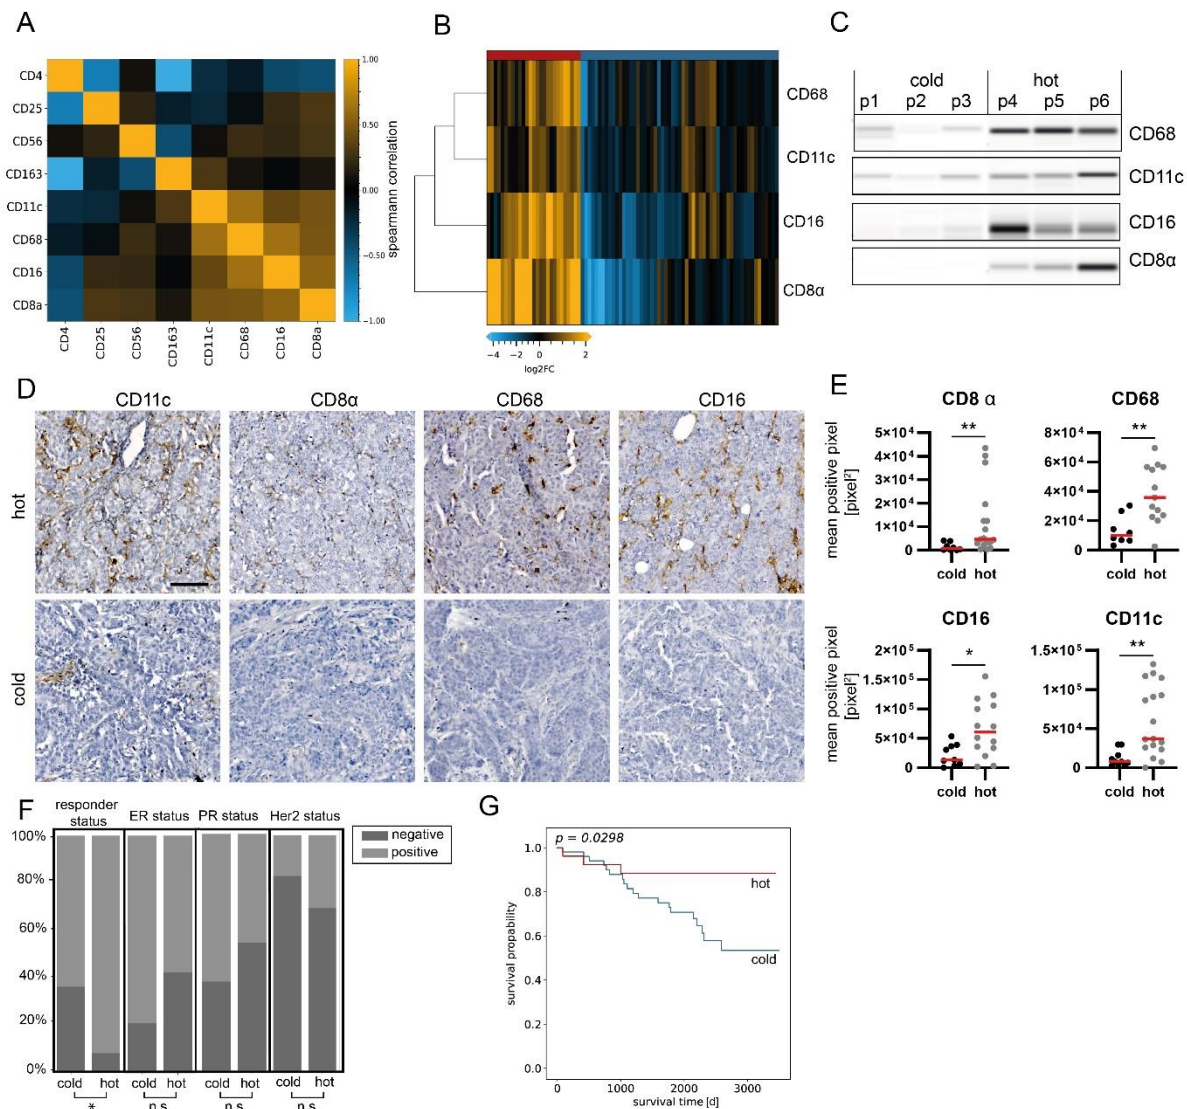 A
CD4
CD25
CD56
CD163
CD11c
CD68
CD16
CD8a
CD4
CD25
CD56
CD163
CD11c
CD68
CD16
CD8a
1.00
0.50
0.00
−0.50
−1.00
spearmann correlation
B
CD68
CD11c
CD16
CD8α
−4 −2 0 2
log2FC
C
cold hot
p1 p2 p3 p4 p5 p6
CD68
CD11c
CD16
CD8α
D
CD11c CD8α CD68 CD16
hot
cold
E
CD8 α
mean positive pixel
[pixel²]
5×10⁴
4×10⁴
3×10⁴
2×10⁴
1×10⁴
0
**
cold hot
CD68
8×10⁴
6×10⁴
4×10⁴
2×10⁴
0
**
cold hot
CD16
mean positive pixel
[pixel²]
2×10⁵
2×10⁵
1×10⁵
5×10⁴
0
*
cold hot
CD11c
1.5×10⁵
1×10⁵
5×10⁴
0
**
cold hot
F
responder
status
ER status PR status Her2 status
negative
positive
100%
80%
60%
40%
20%
0%
cold hot cold hot cold hot cold hot
* n.s. n.s. n.s.
G
p = 0.0298
1.0
0.8
0.6
0.4
0.2
0.0
survival propability
hot
cold
0 1000 2000 3000
survival time [d]